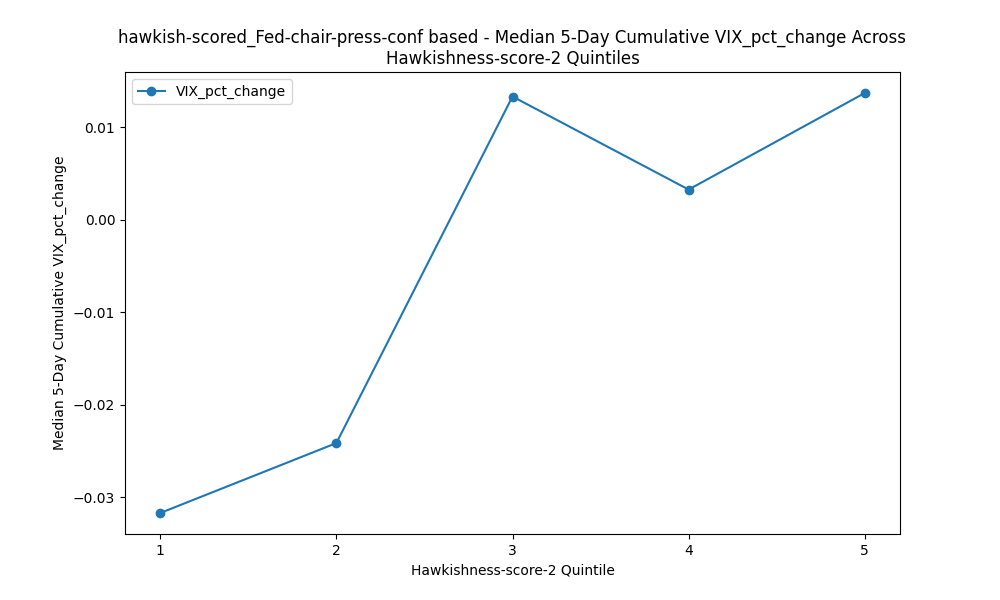 hawkish-scored_Fed-chair-press-conf based - Median 5-Day Cumulative VIX_pct_change Across
Hawkishness-score-2 Quintiles
VIX_pct_change
Median 5-Day Cumulative VIX_pct_change
0.01
0.00
−0.01
−0.02
−0.03
1
2
3
4
5
Hawkishness-score-2 Quintile